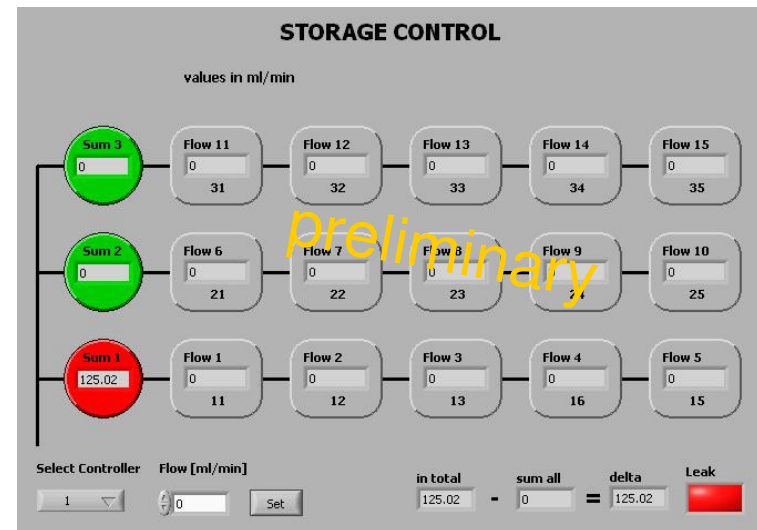 STORAGE CONTROL
values in ml/min
Sum 3 Flow 11 Flow 12 Flow 13 Flow 14 Flow 15
0 0 0 0 0 0
31 32 33 34 35
preliminary
Sum 2 Flow 6 Flow 7 Flow 8 Flow 9 Flow 10
0 0 0 0 0 0
21 22 23 24 25
Sum 1 Flow 1 Flow 2 Flow 3 Flow 4 Flow 5
125.02 0 0 0 0 0
11 12 13 16 15
Select Controller Flow [ml/min] in total sum all delta Leak
1 0 Set 125.02 - 0 = 125.02